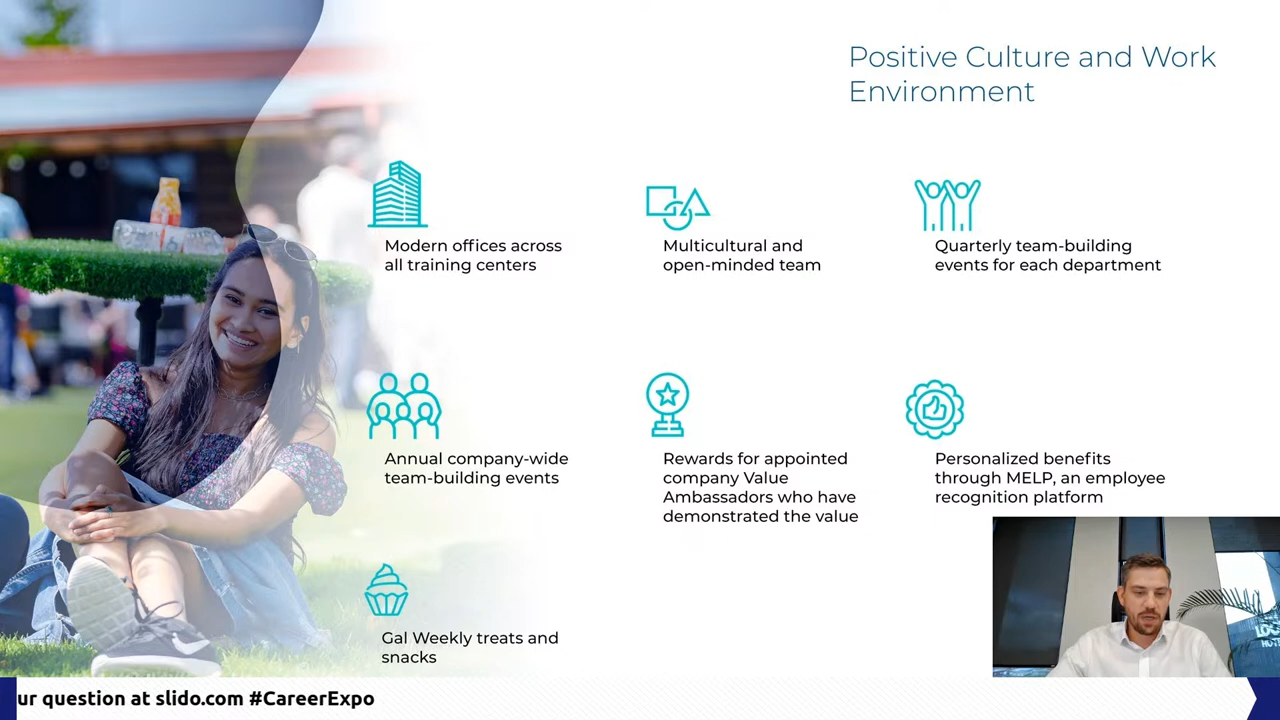 Positive Culture and Work
Environment
Modern offices across
all training centers
Multicultural and
open-minded team
Quarterly team-building
events for each department
Annual company-wide
team-building events
Rewards for appointed
company Value
Ambassadors who have
demonstrated the value
Personalized benefits
through MELP, an employee
recognition platform
Gal Weekly treats and
snacks
ur question at slido.com #CareerExpo